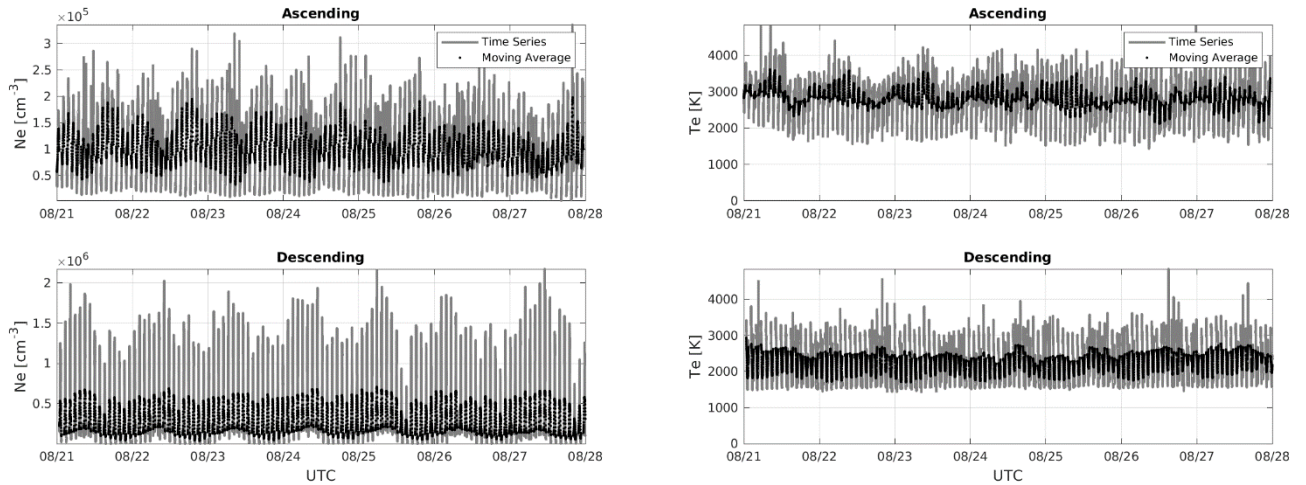 Ascending
×10^5
3
2.5
2
1.5
1
0.5
Ne [cm^-3]
Time Series
Moving Average
08/21 08/22 08/23 08/24 08/25 08/26 08/27 08/28
Ascending
4000
3000
2000
1000
0
Te [K]
Time Series
Moving Average
08/21 08/22 08/23 08/24 08/25 08/26 08/27 08/28
Descending
×10^6
2
1.5
1
0.5
Ne [cm^-3]
08/21 08/22 08/23 08/24 08/25 08/26 08/27 08/28
UTC
Descending
4000
3000
2000
1000
0
Te [K]
08/21 08/22 08/23 08/24 08/25 08/26 08/27 08/28
UTC